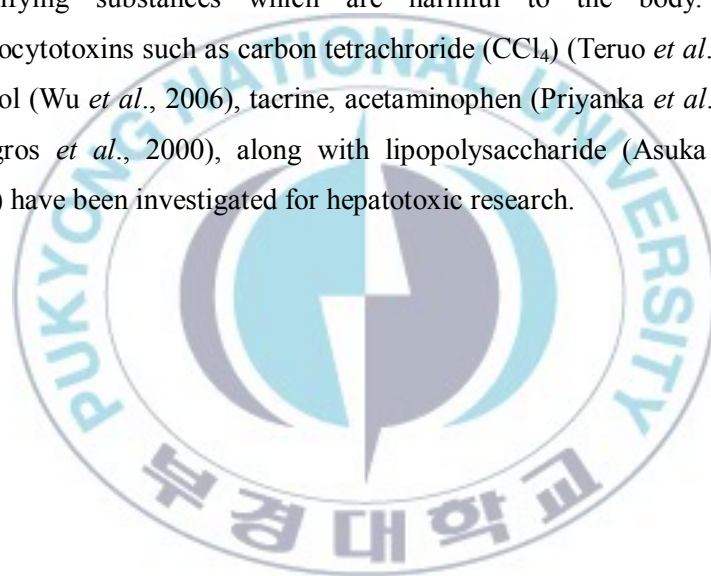 ifying substances which are harmful to the body.
ocytotoxins such as carbon tetrachroride (CCl₄) (Teruo et al.
ol (Wu et al., 2006), tacrine, acetaminophen (Priyanka et al.
gros et al., 2000), along with lipopolysaccharide (Asuka
) have been investigated for hepatotoxic research.
PUKYONG NATIONAL UNIVERSITY
부경대학교